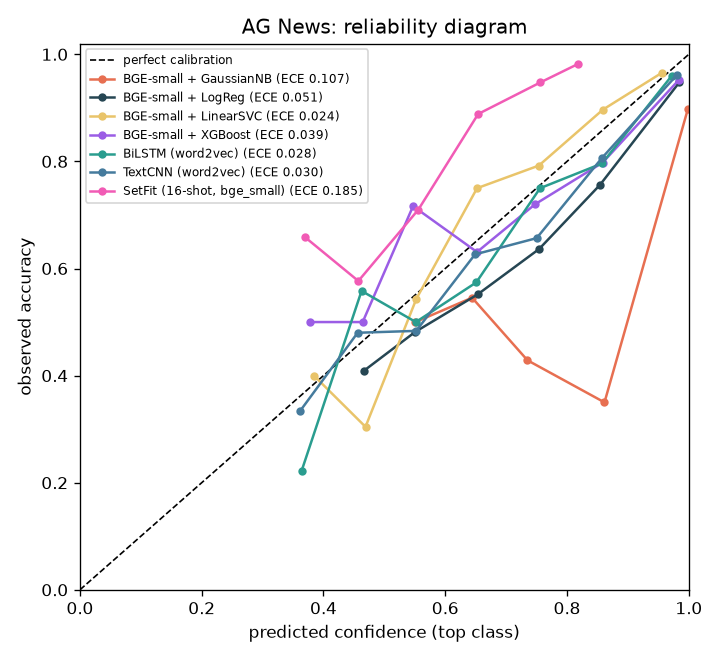 AG News: reliability diagram
perfect calibration
BGE-small + GaussianNB (ECE 0.107)
BGE-small + LogReg (ECE 0.051)
BGE-small + LinearSVC (ECE 0.024)
BGE-small + XGBoost (ECE 0.039)
BiLSTM (word2vec) (ECE 0.028)
TextCNN (word2vec) (ECE 0.030)
SetFit (16-shot, bge_small) (ECE 0.185)
observed accuracy
1.0
0.8
0.6
0.4
0.2
0.0
0.0 0.2 0.4 0.6 0.8 1.0
predicted confidence (top class)